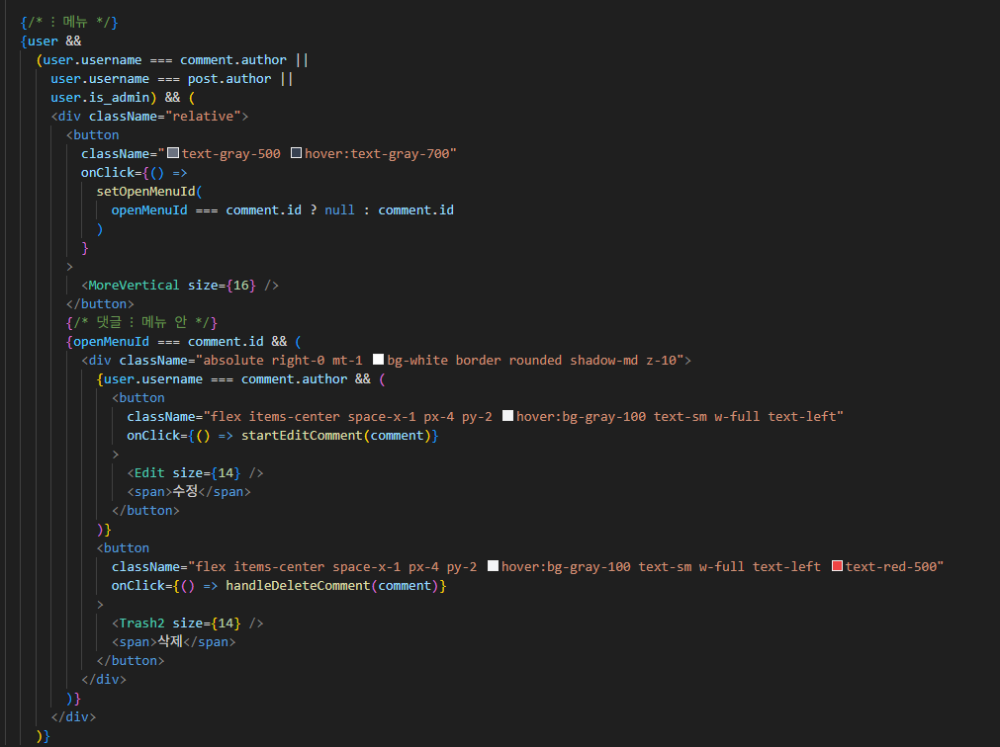 {/* ⋮ 메뉴 */}
{user &&
(user.username === comment.author ||
user.username === post.author ||
user.is_admin) && (
<div className="relative">
<button
className="text-gray-500 hover:text-gray-700"
onClick={() =>
setOpenMenuId(
openMenuId === comment.id ? null : comment.id
)
}
>
<MoreVertical size={16} />
</button>
{/* 댓글 ⋮ 메뉴 안 */}
{openMenuId === comment.id && (
<div className="absolute right-0 mt-1 bg-white border rounded shadow-md z-10">
{user.username === comment.author && (
<button
className="flex items-center space-x-1 px-4 py-2 hover:bg-gray-100 text-sm w-full text-left"
onClick={() => startEditComment(comment)}
>
<Edit size={14} />
<span>수정</span>
</button>
)}
<button
className="flex items-center space-x-1 px-4 py-2 hover:bg-gray-100 text-sm w-full text-left text-red-500"
onClick={() => handleDeleteComment(comment)}
>
<Trash2 size={14} />
<span>삭제</span>
</button>
</div>
)}
</div>
)}